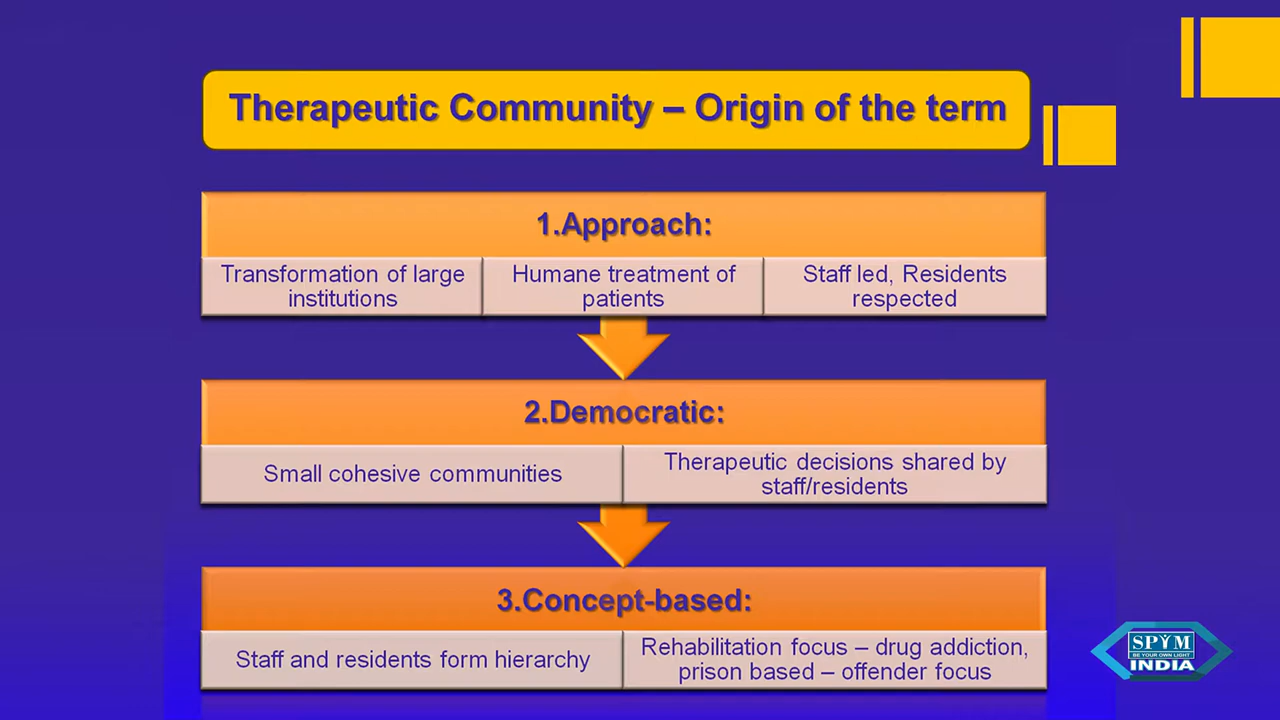 Therapeutic Community – Origin of the term
1.Approach:
Transformation of large
institutions
Humane treatment of
patients
Staff led, Residents
respected
2.Democratic:
Small cohesive communities
Therapeutic decisions shared by
staff/residents
3.Concept-based:
Staff and residents form hierarchy
Rehabilitation focus – drug addiction,
prison based – offender focus
SPYM
BE YOUR OWN LIGHT
INDIA